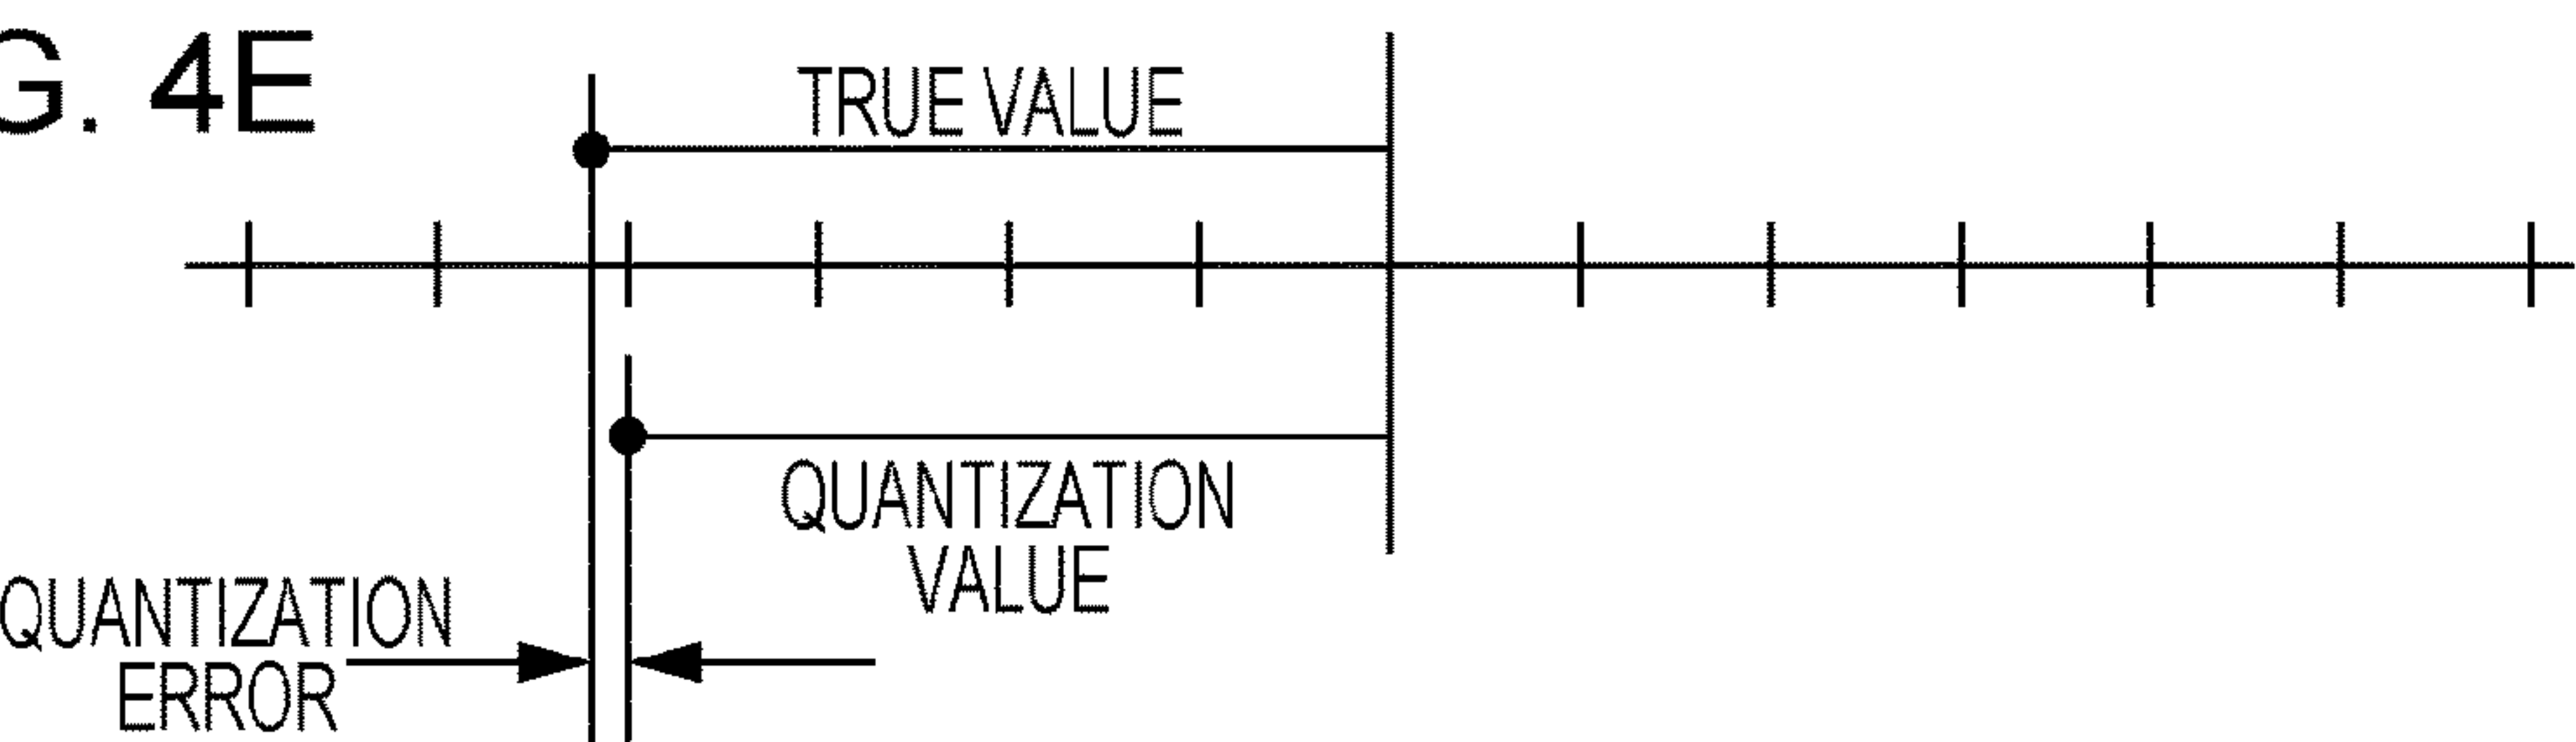 G. 4E
TRUE VALUE
QUANTIZATION
VALUE
QUANTIZATION
ERROR